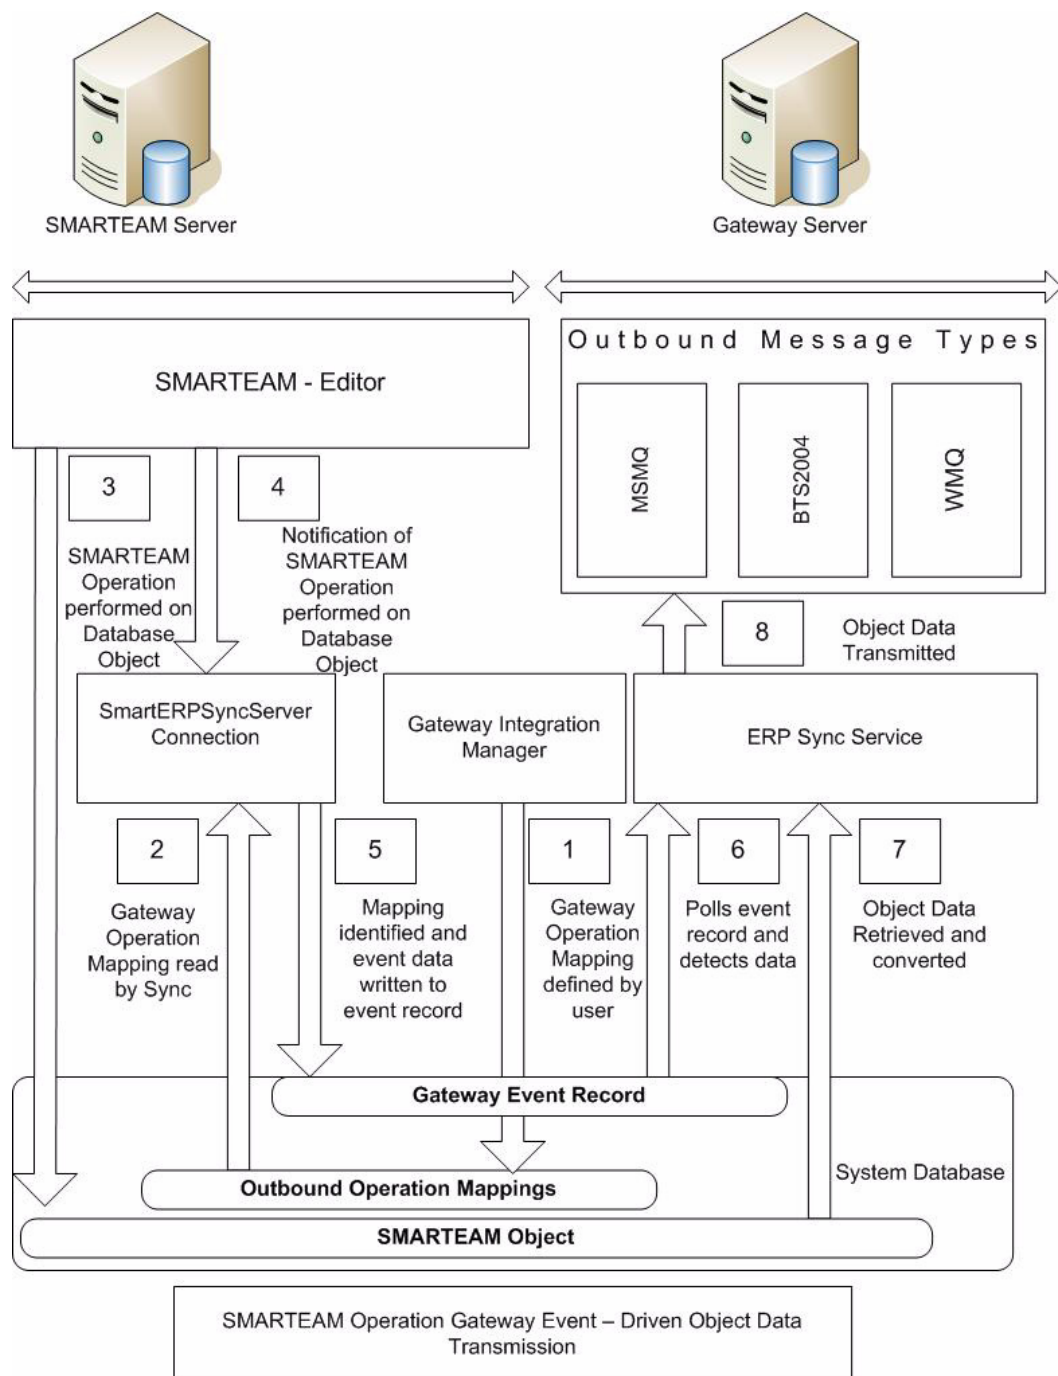 SMARTEAM Server
Gateway Server
SMARTEAM - Editor
Outbound Message Types
MSMQ
BTS2004
WMQ
3
SMARTEAM
Operation
performed on
Database
Object
4
Notification of
SMARTEAM
Operation
performed on
Database
Object
8
Object Data
Transmitted
SmartERPSyncServer
Connection
Gateway Integration
Manager
ERP Sync Service
2
Gateway
Operation
Mapping read
by Sync
5
Mapping
identified and
event data
written to
event record
1
Gateway
Operation
Mapping
defined by
user
6
Polls event
record and
detects data
7
Object Data
Retrieved and
converted
Gateway Event Record
System Database
Outbound Operation Mappings
SMARTEAM Object
SMARTEAM Operation Gateway Event – Driven Object Data
Transmission